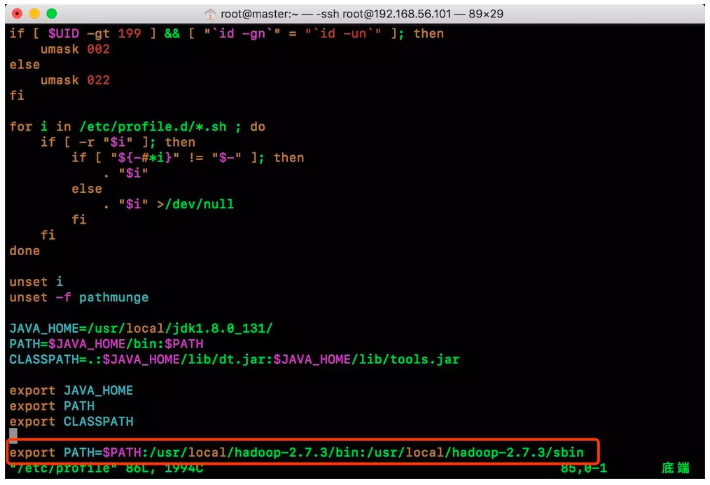 root@master:~ — -ssh root@192.168.56.101 — 89×29
if [ $UID -gt 199 ] && [ "`id -gn`" = "`id -un`" ]; then
    umask 002
else
    umask 022
fi
for i in /etc/profile.d/*.sh ; do
    if [ -r "$i" ]; then
        if [ "${-#*i}" != "$-" ]; then
            . "$i"
        else
            . "$i" >/dev/null
        fi
    fi
done
unset i
unset -f pathmunge
JAVA_HOME=/usr/local/jdk1.8.0_131/
PATH=$JAVA_HOME/bin:$PATH
CLASSPATH=.:$JAVA_HOME/lib/dt.jar:$JAVA_HOME/lib/tools.jar
export JAVA_HOME
export PATH
export CLASSPATH
export PATH=$PATH:/usr/local/hadoop-2.7.3/bin:/usr/local/hadoop-2.7.3/sbin
"/etc/profile" 86L, 1994C 85,0-1 底端